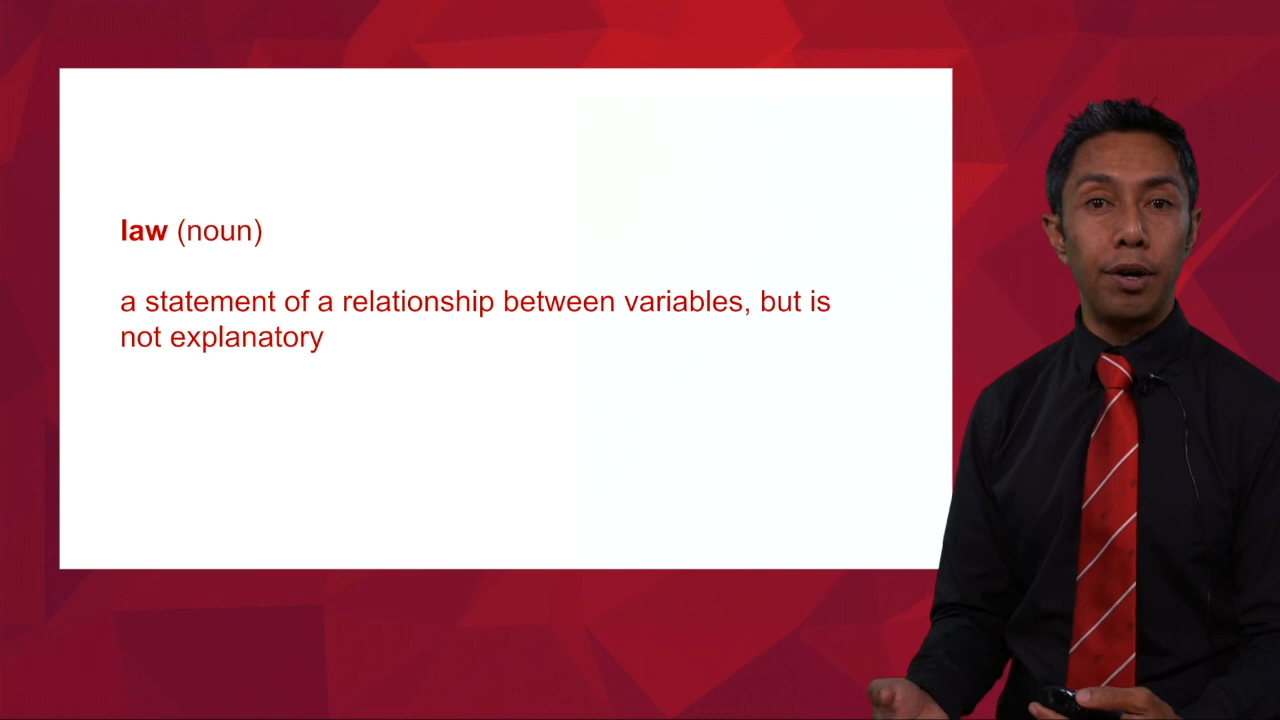 law (noun)
a statement of a relationship between variables, but is
not explanatory